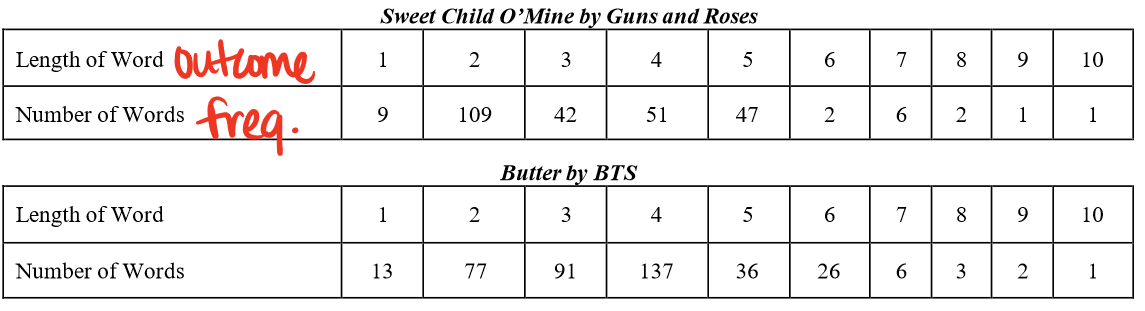 Sweet Child O'Mine by Guns and Roses
Length of Word outcome 1 2 3 4 5 6 7 8 9 10
Number of Words freq. 9 109 42 51 47 2 6 2 1 1
Butter by BTS
Length of Word 1 2 3 4 5 6 7 8 9 10
Number of Words 13 77 91 137 36 26 6 3 2 1